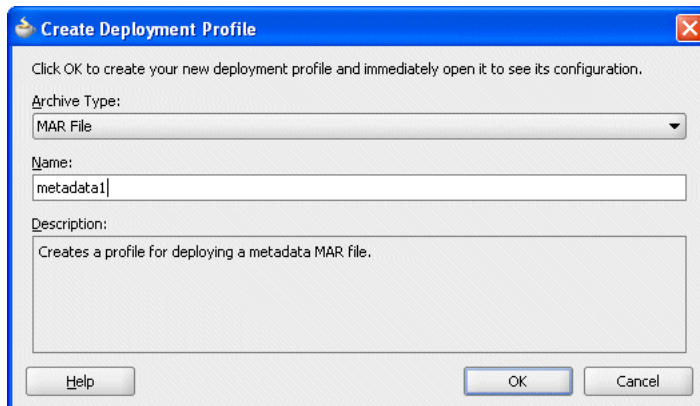 Create Deployment Profile
Click OK to create your new deployment profile and immediately open it to see its configuration.
Archive Type:
MAR File
Name:
metadata1
Description:
Creates a profile for deploying a metadata MAR file.
Help
OK
Cancel